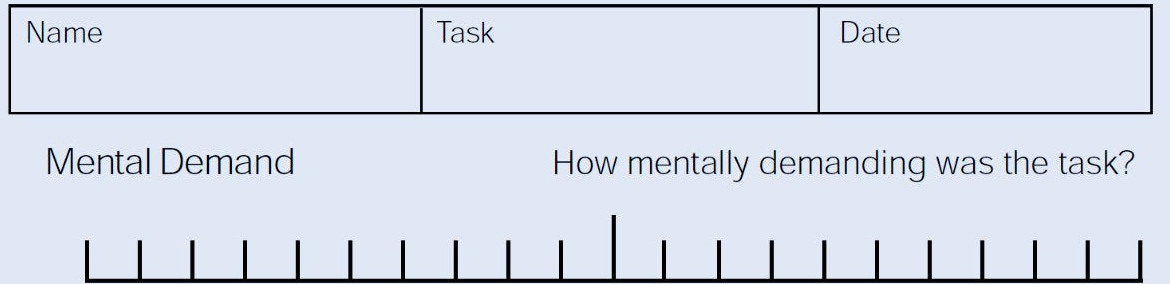 Name Task Date
Mental Demand How mentally demanding was the task?